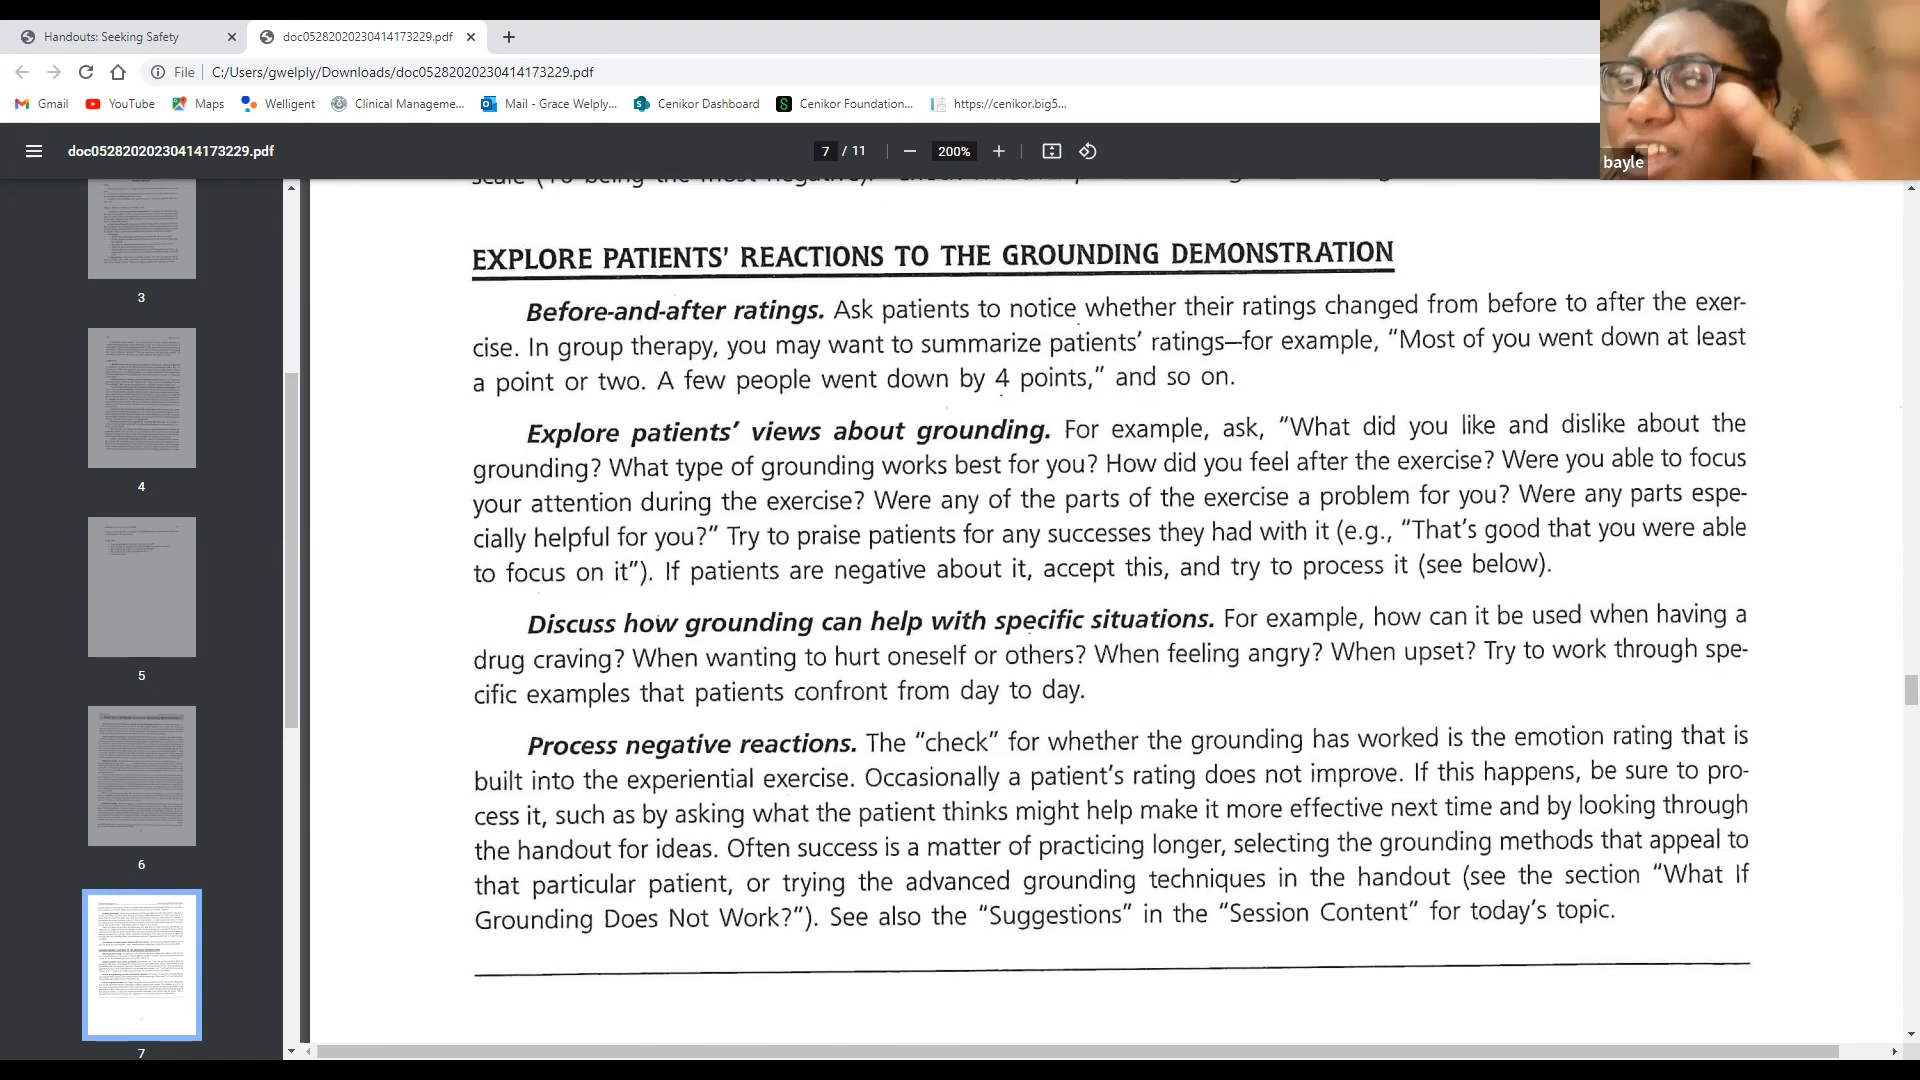 Handouts: Seeking Safety
doc05282020230414173229.pdf
File
C:/Users/gwelply/Downloads/doc05282020230414173229.pdf
Gmail
YouTube
Maps
Welligent
Clinical Manageme...
Mail - Grace Welply...
Cenikor Dashboard
Cenikor Foundation...
https://cenikor.big5...
bayle
doc05282020230414173229.pdf
7 / 11
200%
3
4
5
6
7
EXPLORE PATIENTS’ REACTIONS TO THE GROUNDING DEMONSTRATION
Before-and-after ratings. Ask patients to notice whether their ratings changed from before to after the exer-
cise. In group therapy, you may want to summarize patients’ ratings—for example, “Most of you went down at least
a point or two. A few people went down by 4 points,” and so on.
Explore patients’ views about grounding. For example, ask, “What did you like and dislike about the
grounding? What type of grounding works best for you? How did you feel after the exercise? Were you able to focus
your attention during the exercise? Were any of the parts of the exercise a problem for you? Were any parts espe-
cially helpful for you?” Try to praise patients for any successes they had with it (e.g., “That’s good that you were able
to focus on it”). If patients are negative about it, accept this, and try to process it (see below).
Discuss how grounding can help with specific situations. For example, how can it be used when having a
drug craving? When wanting to hurt oneself or others? When feeling angry? When upset? Try to work through spe-
cific examples that patients confront from day to day.
Process negative reactions. The “check” for whether the grounding has worked is the emotion rating that is
built into the experiential exercise. Occasionally a patient’s rating does not improve. If this happens, be sure to pro-
cess it, such as by asking what the patient thinks might help make it more effective next time and by looking through
the handout for ideas. Often success is a matter of practicing longer, selecting the grounding methods that appeal to
that particular patient, or trying the advanced grounding techniques in the handout (see the section “What If
Grounding Does Not Work?”). See also the “Suggestions” in the “Session Content” for today’s topic.